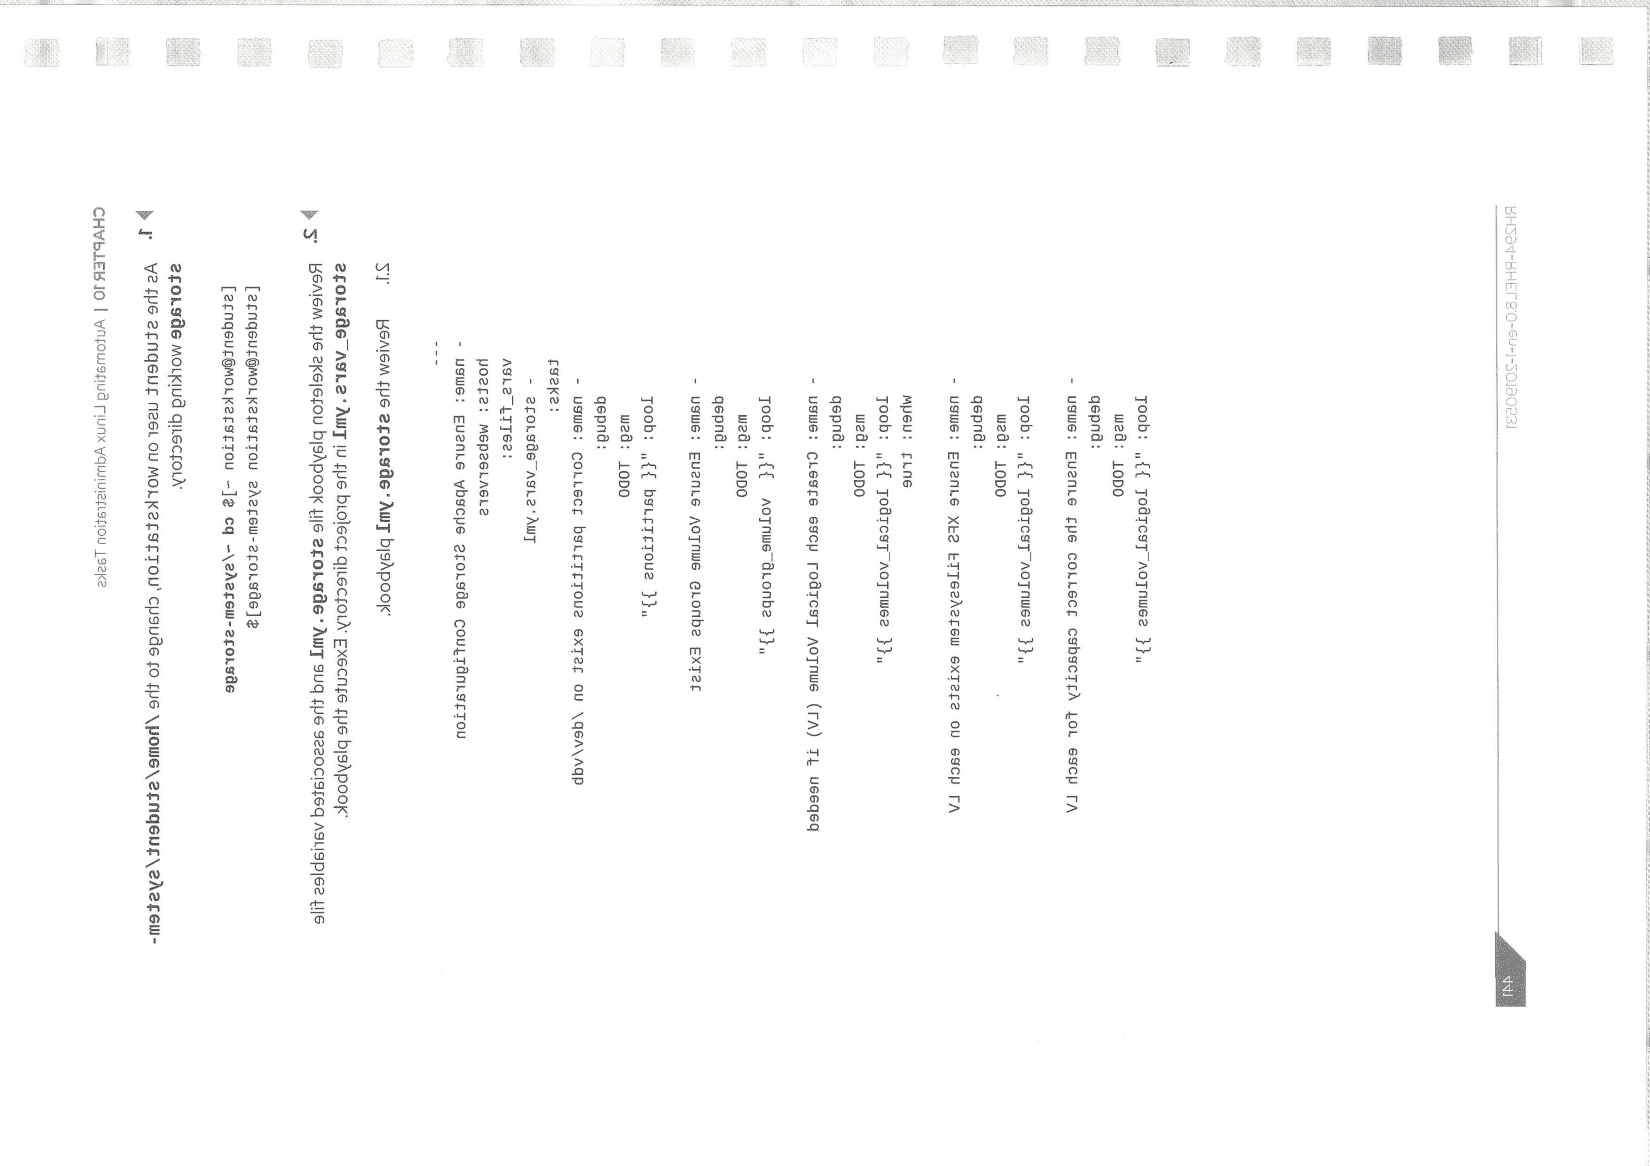 CHAPTER 10 | Automating Linux Administration Tasks
1. As the student user on workstation, change to the /home/student/system-
storage working directory.
[student@workstation ~]$ cd ~/system-storage
[student@workstation system-storage]$
2. Review the skeleton playbook file storage.yml and the associated variables file
storage_vars.yml in the project directory. Execute the playbook.
2.1. Review the storage.yml playbook.
---
- name: Ensure Apache Storage Configuration
hosts: webservers
vars_files:
- storage_vars.yml
tasks:
- name: Correct partitions exist on /dev/vdb
debug:
msg: TODO
loop: "{{ partitions }}"
- name: Ensure Volume Groups Exist
debug:
msg: TODO
loop: "{{ volume_groups }}"
- name: Create each Logical Volume (LV) if needed
debug:
msg: TODO
loop: "{{ logical_volumes }}"
when: true
- name: Ensure XFS Filesystem exists on each LV
debug:
msg: TODO
loop: "{{ logical_volumes }}"
- name: Ensure the correct capacity for each LV
debug:
msg: TODO
loop: "{{ logical_volumes }}"
RH294-RHEL8.0-en-1-20190531
441